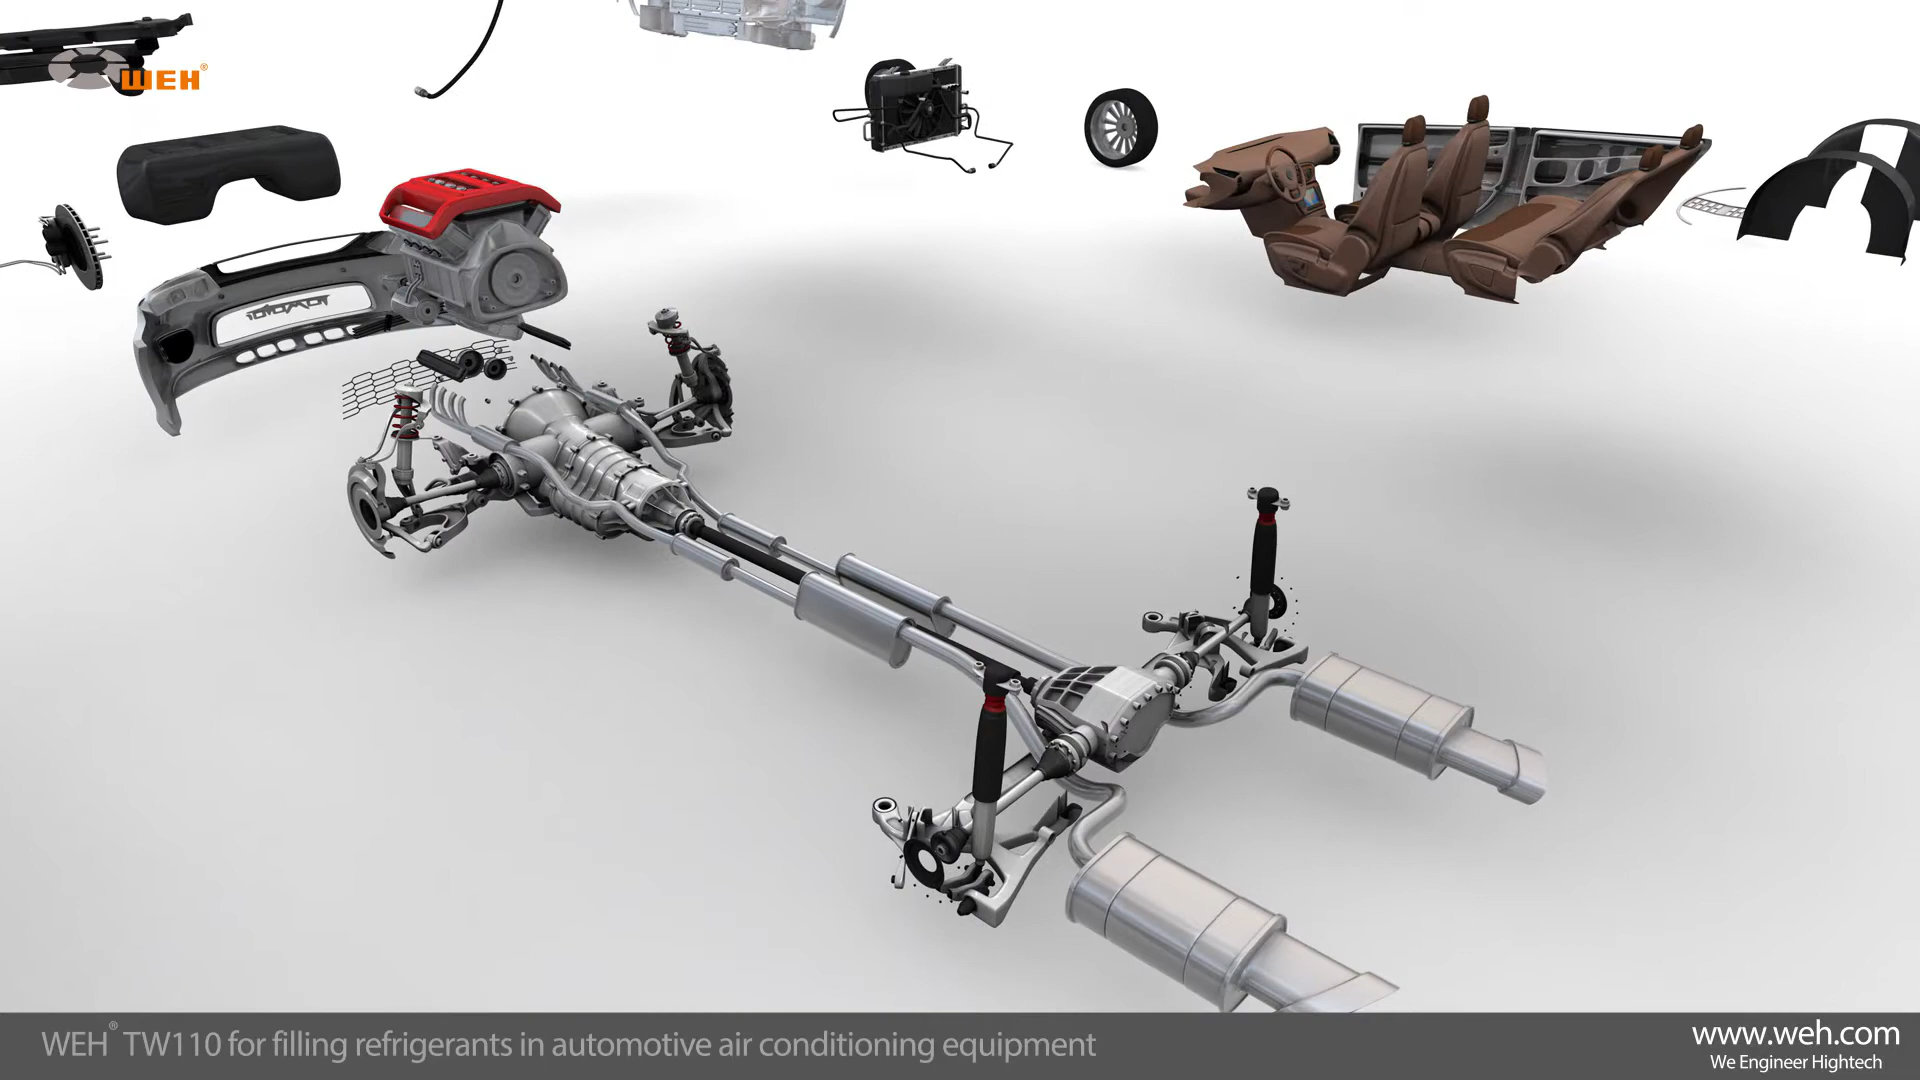 WEH®
WEH® TW110 for filling refrigerants in automotive air conditioning equipment
www.weh.com
We Engineer Hightech